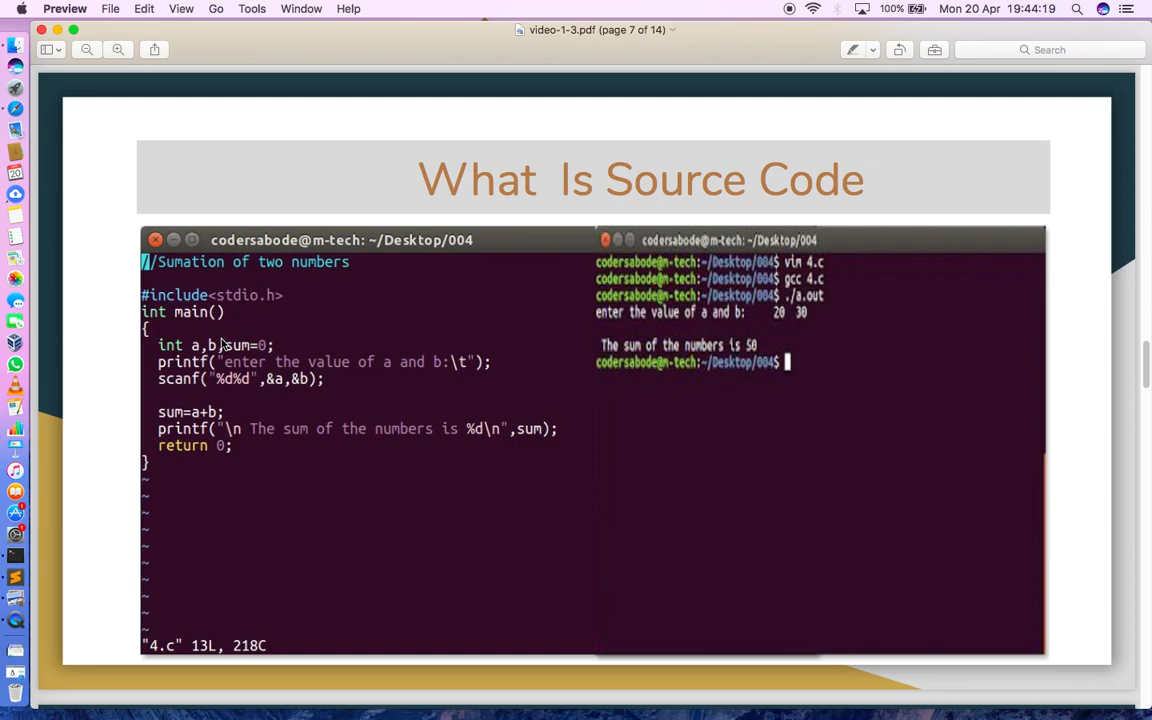 Preview File Edit View Go Tools Window Help 100% Mon 20 Apr 19:44:19
video-1-3.pdf (page 7 of 14)
Search
What Is Source Code
codersabode@m-tech: ~/Desktop/004
//Sumation of two numbers
#include<stdio.h>
int main()
{
int a,b,sum=0;
printf("enter the value of a and b:\t");
scanf("%d%d",&a,&b);
sum=a+b;
printf("\n The sum of the numbers is %d\n",sum);
return 0;
}
~
~
~
~
~
~
~
~
~
"4.c" 13L, 218C
codersabode@m-tech: ~/Desktop/004
codersabode@m-tech:~/Desktop/004$ vim 4.c
codersabode@m-tech:~/Desktop/004$ gcc 4.c
codersabode@m-tech:~/Desktop/004$ ./a.out
enter the value of a and b: 20 30
The sum of the numbers is 50
codersabode@m-tech:~/Desktop/004$